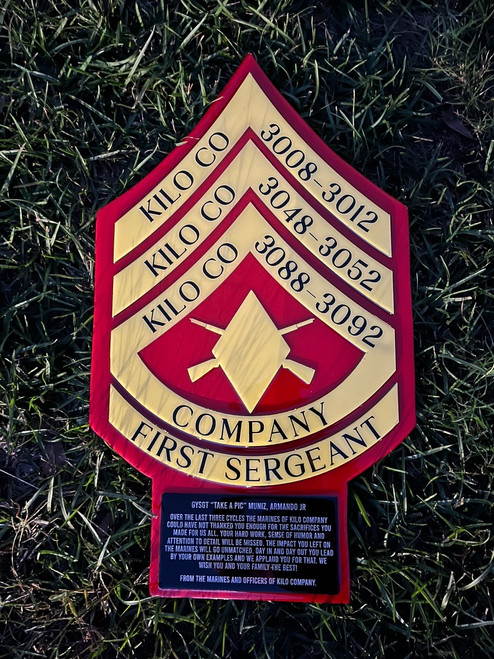 KILO CO 3008-3012
KILO CO 3048-3052
KILO CO 3088-3092
COMPANY
FIRST SERGEANT
GYSGT "TAKE A PIC" MUNIZ, ARMANDO JR
OVER THE LAST THREE CYCLES THE MARINES OF KILO COMPANY
COULD HAVE NOT THANKED YOU ENOUGH FOR THE SACRIFICES YOU
MADE FOR US ALL. YOUR HARD WORK, SENSE OF HUMOR AND
ATTENTION TO DETAIL WILL BE MISSED. THE IMPACT YOU LEFT ON
THE MARINES WILL GO UNMATCHED, DAY IN AND DAY OUT YOU LEAD
BY YOUR OWN EXAMPLES AND WE APPLAUD YOU FOR THAT. WE
WISH YOU AND YOUR FAMILY THE BEST!
FROM THE MARINES AND OFFICERS OF KILO COMPANY.